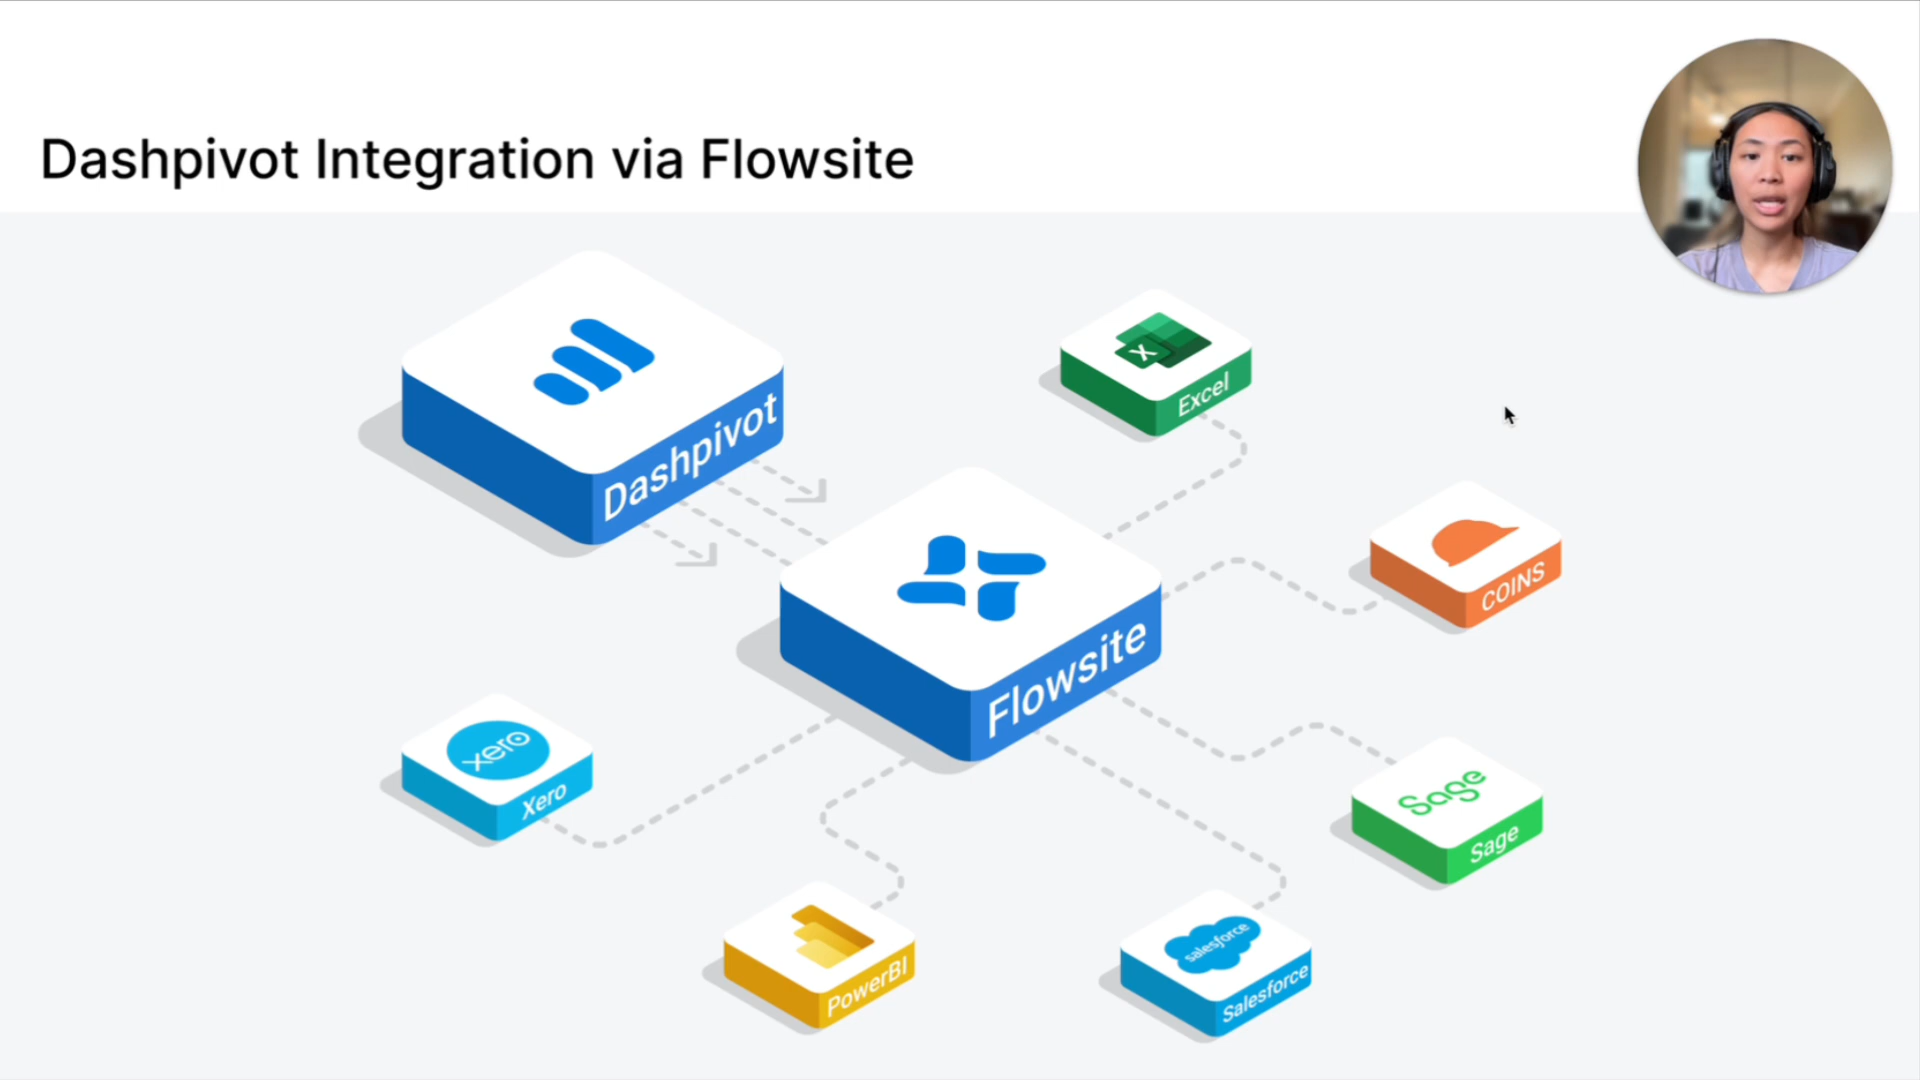 Dashpivot Integration via Flowsite
Dashpivot
X
Excel
COINS
Flowsite
xero
Xero
Sage
Sage
PowerBI
salesforce
Salesforce